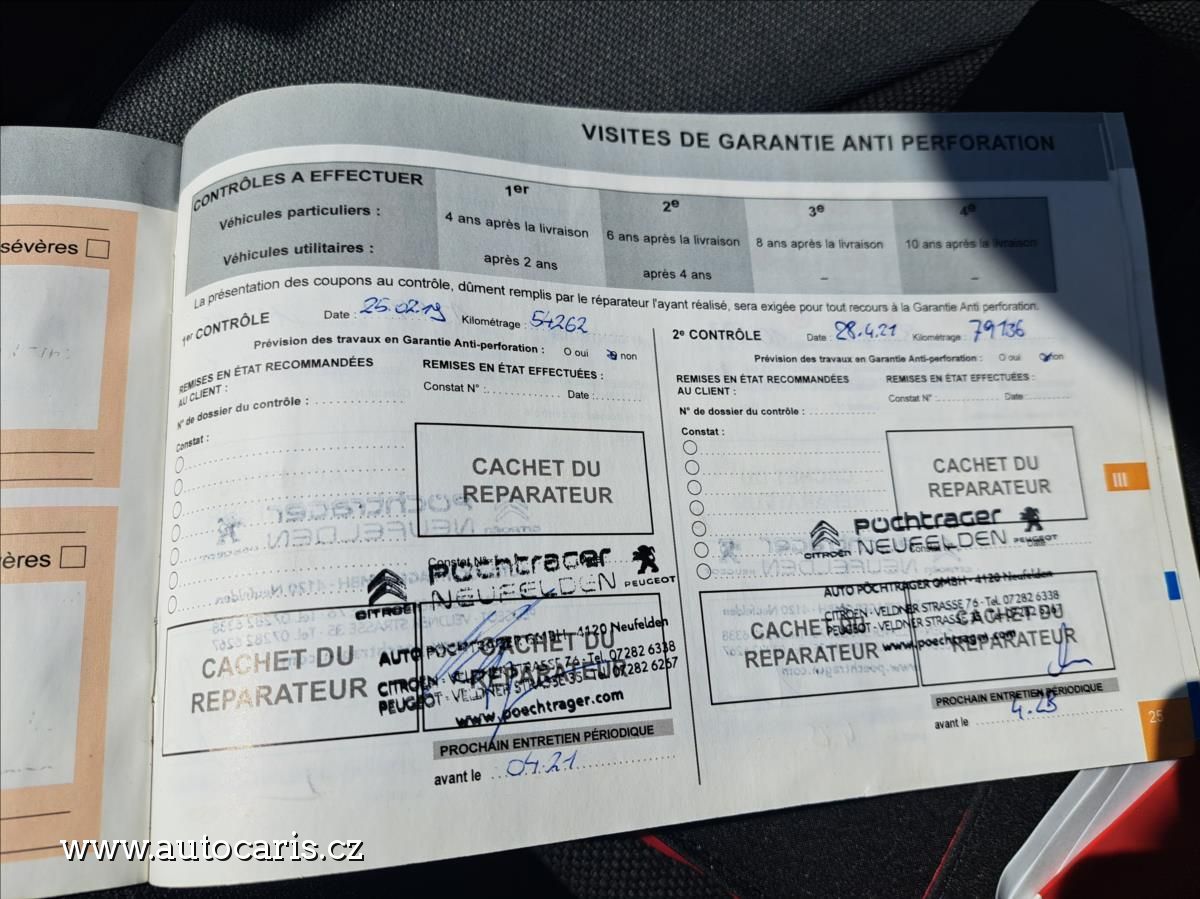 VISITES DE GARANTIE ANTI PERFORATION
CONTRÔLES A EFFECTUER 1er 2e 3e 4e
Véhicules particuliers : 4 ans après la livraison 6 ans après la livraison 8 ans après la livraison 10 ans après la livraison
Véhicules utilitaires : après 2 ans après 4 ans – –
La présentation des coupons au contrôle, dûment remplis par le réparateur l'ayant réalisé, sera exigée pour tout recours à la Garantie Anti perforation.
sévères
vères
1er CONTRÔLE Date : 25.02.19 Kilométrage : 54262
Prévision des travaux en Garantie Anti-perforation : O oui non
REMISES EN ÉTAT RECOMMANDÉES AU CLIENT :
REMISES EN ÉTAT EFFECTUÉES :
Constat N° : Date :
N° de dossier du contrôle :
Constat :
CACHET DU
REPARATEUR
Constat N°
CITROËN Pöchtrager PEUGEOT
NEUFELDEN
AUTO PÖCHTRAGER GMBH - 4120 Neufelden
CITROËN - VELDNER STRASSE 76 - Tel. 07282 6338
PEUGEOT - VELDNER STRASSE 35 - Tel. 07282 6267
www.poechtrager.com
CACHET DU
REPARATEUR
CACHET DU
REPARATEUR
PROCHAIN ENTRETIEN PÉRIODIQUE
avant le 04.21
2e CONTRÔLE Date : 28.4.21 Kilométrage : 79136
Prévision des travaux en Garantie Anti-perforation : O oui non
REMISES EN ÉTAT RECOMMANDÉES
AU CLIENT :
REMISES EN ÉTAT EFFECTUÉES :
Constat N° : Date :
N° de dossier du contrôle :
Constat :
CACHET DU
REPARATEUR
CITROËN Pöchtrager PEUGEOT
NEUFELDEN
AUTO PÖCHTRAGER GMBH - 4120 Neufelden
CITROËN - VELDNER STRASSE 76 - Tel. 07282 6338
PEUGEOT - VELDNER STRASSE 35 - Tel. 07282 6267
www.poechtrager.com
CACHET DU
REPARATEUR
CACHET DU
REPARATEUR
PROCHAIN ENTRETIEN PÉRIODIQUE
avant le 4.23
III
25
www.autocaris.cz